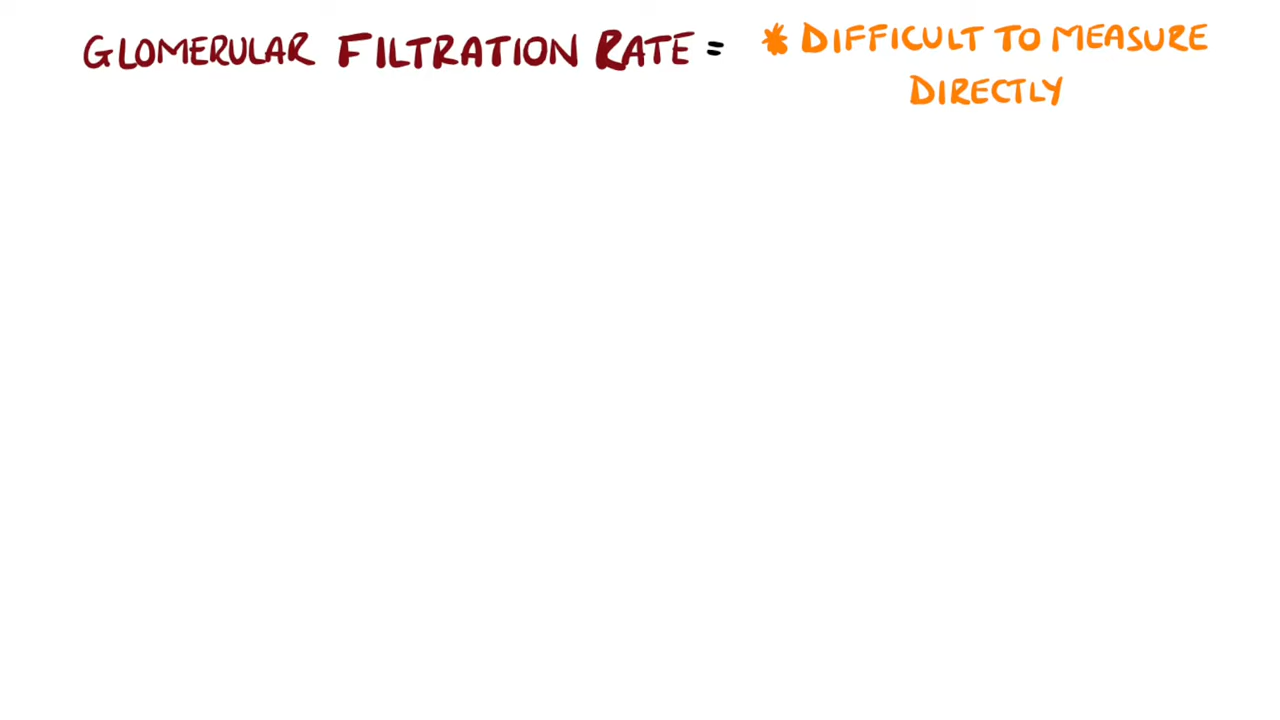 GLOMERULAR FILTRATION RATE = * DIFFICULT TO MEASURE
DIRECTLY